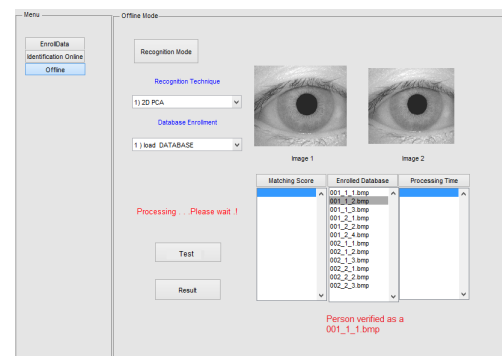 Menu
EnrollData
Identification Online
Offline
Offline Mode
Recognition Mode
Recognition Technique
1) 2D PCA
Database Enrollment
1 ) load DATABASE
Processing . . .Please wait .!
Test
Result
Image 1
Image 2
Matching Score
Enrolled Database
Processing Time
001_1_1.bmp
001_1_2.bmp
001_1_3.bmp
001_2_1.bmp
001_2_2.bmp
001_2_4.bmp
002_1_1.bmp
002_1_2.bmp
002_1_3.bmp
002_2_1.bmp
002_2_2.bmp
002_2_3.bmp
Person verified as a
001_1_1.bmp